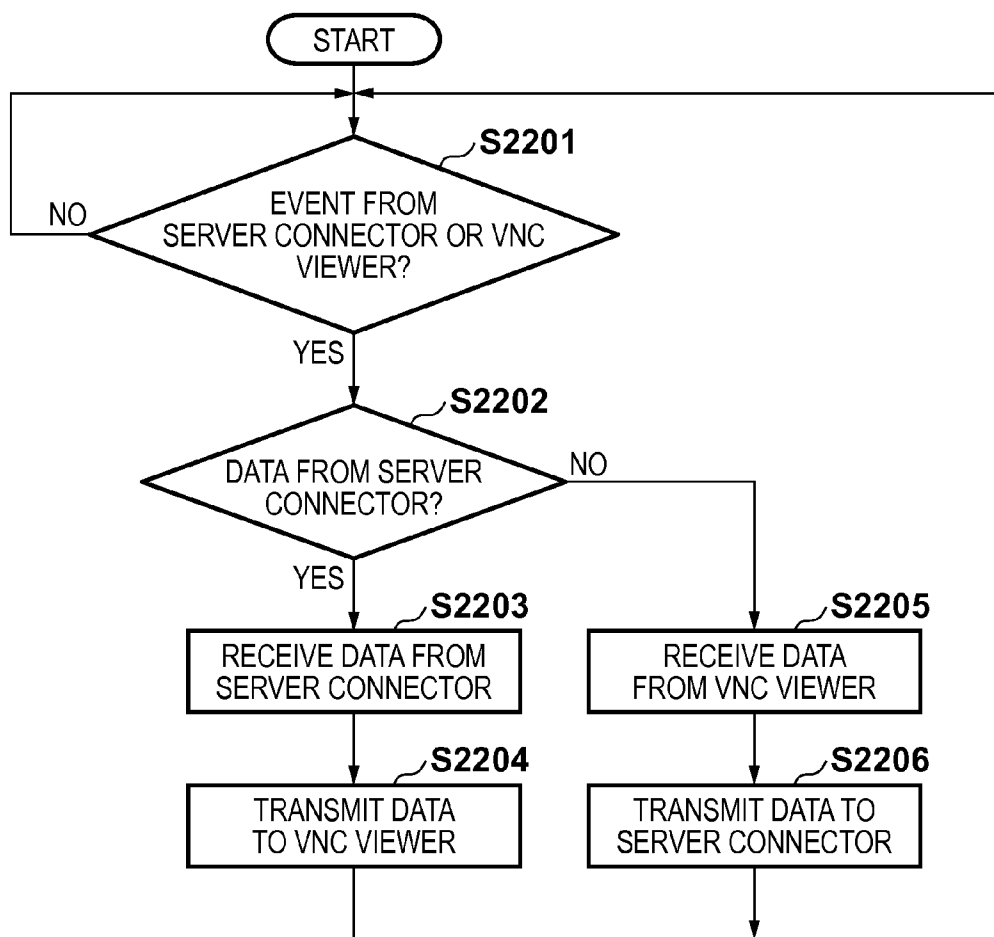 START
S2201
NO
EVENT FROM
SERVER CONNECTOR OR VNC
VIEWER?
YES
S2202
DATA FROM SERVER
CONNECTOR?
NO
YES
S2203
RECEIVE DATA FROM
SERVER CONNECTOR
S2205
RECEIVE DATA
FROM VNC VIEWER
S2204
TRANSMIT DATA
TO VNC VIEWER
S2206
TRANSMIT DATA TO
SERVER CONNECTOR